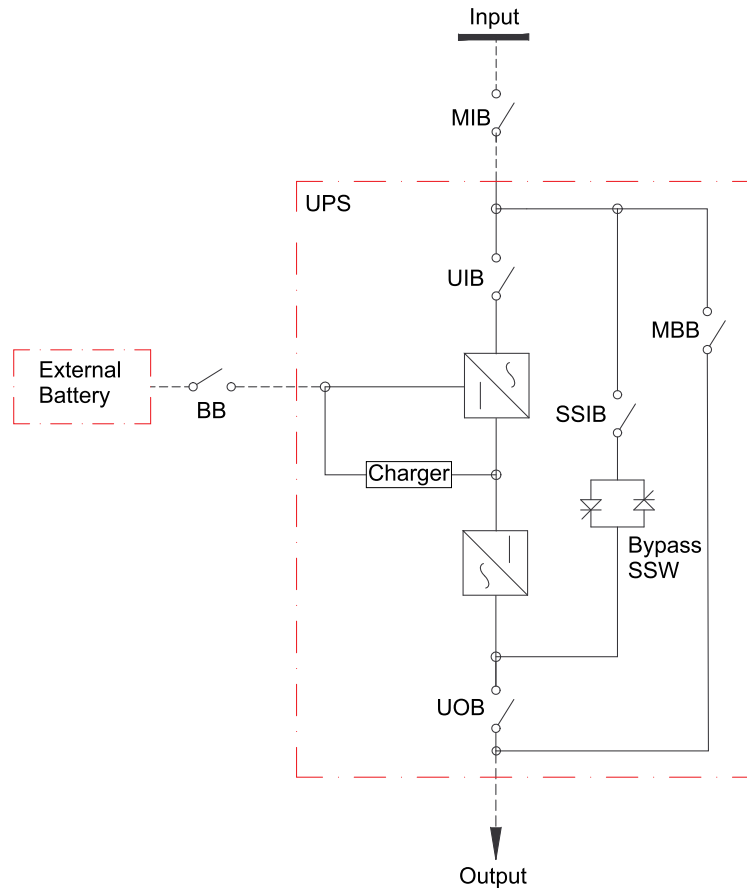 Input
MIB
UPS
UIB
MBB
External
Battery
BB
SSIB
Charger
Bypass
SSW
UOB
Output